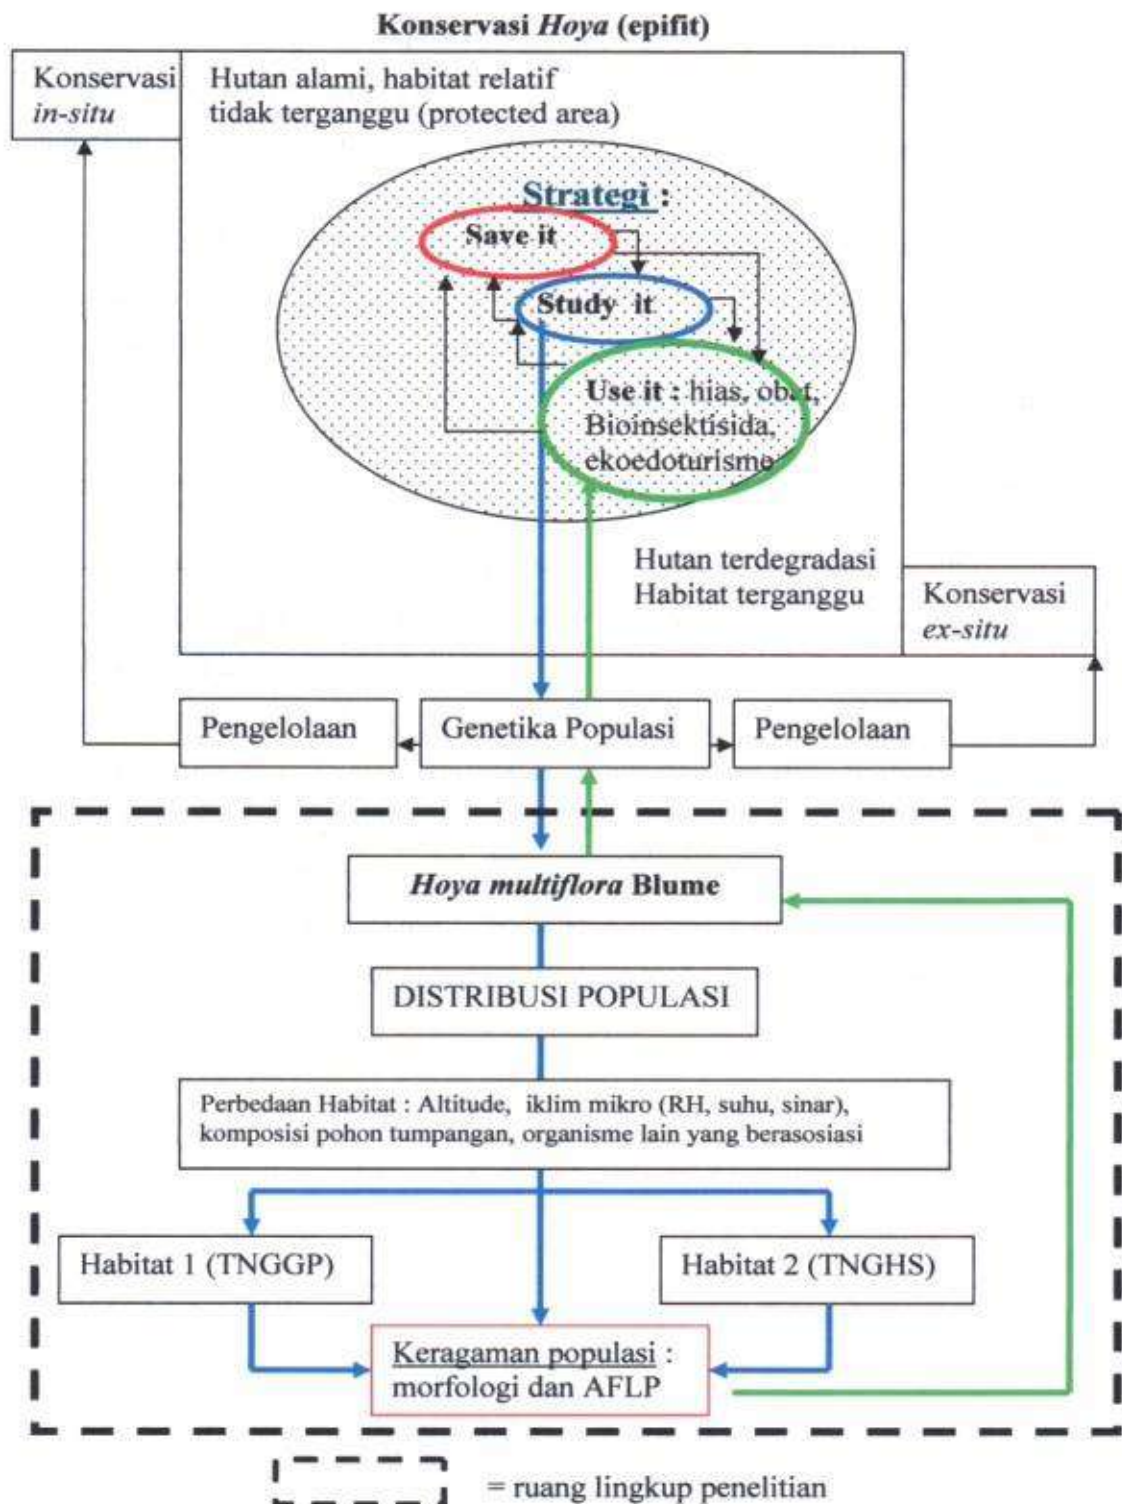 Konservasi Hoya (epifit)
Konservasi
in-situ
Hutan alami, habitat relatif
tidak terganggu (protected area)
Strategi :
Save it
Study it
Use it : hias, obat,
Bioinsektisida,
ekoedoturisme
Hutan terdegradasi
Habitat terganggu
Konservasi
ex-situ
Pengelolaan
Genetika Populasi
Pengelolaan
Hoya multiflora Blume
DISTRIBUSI POPULASI
Perbedaan Habitat : Altitude, iklim mikro (RH, suhu, sinar),
komposisi pohon tumpangan, organisme lain yang berasosiasi
Habitat 1 (TNGGP)
Habitat 2 (TNGHS)
Keragaman populasi :
morfologi dan AFLP
= ruang lingkup penelitian